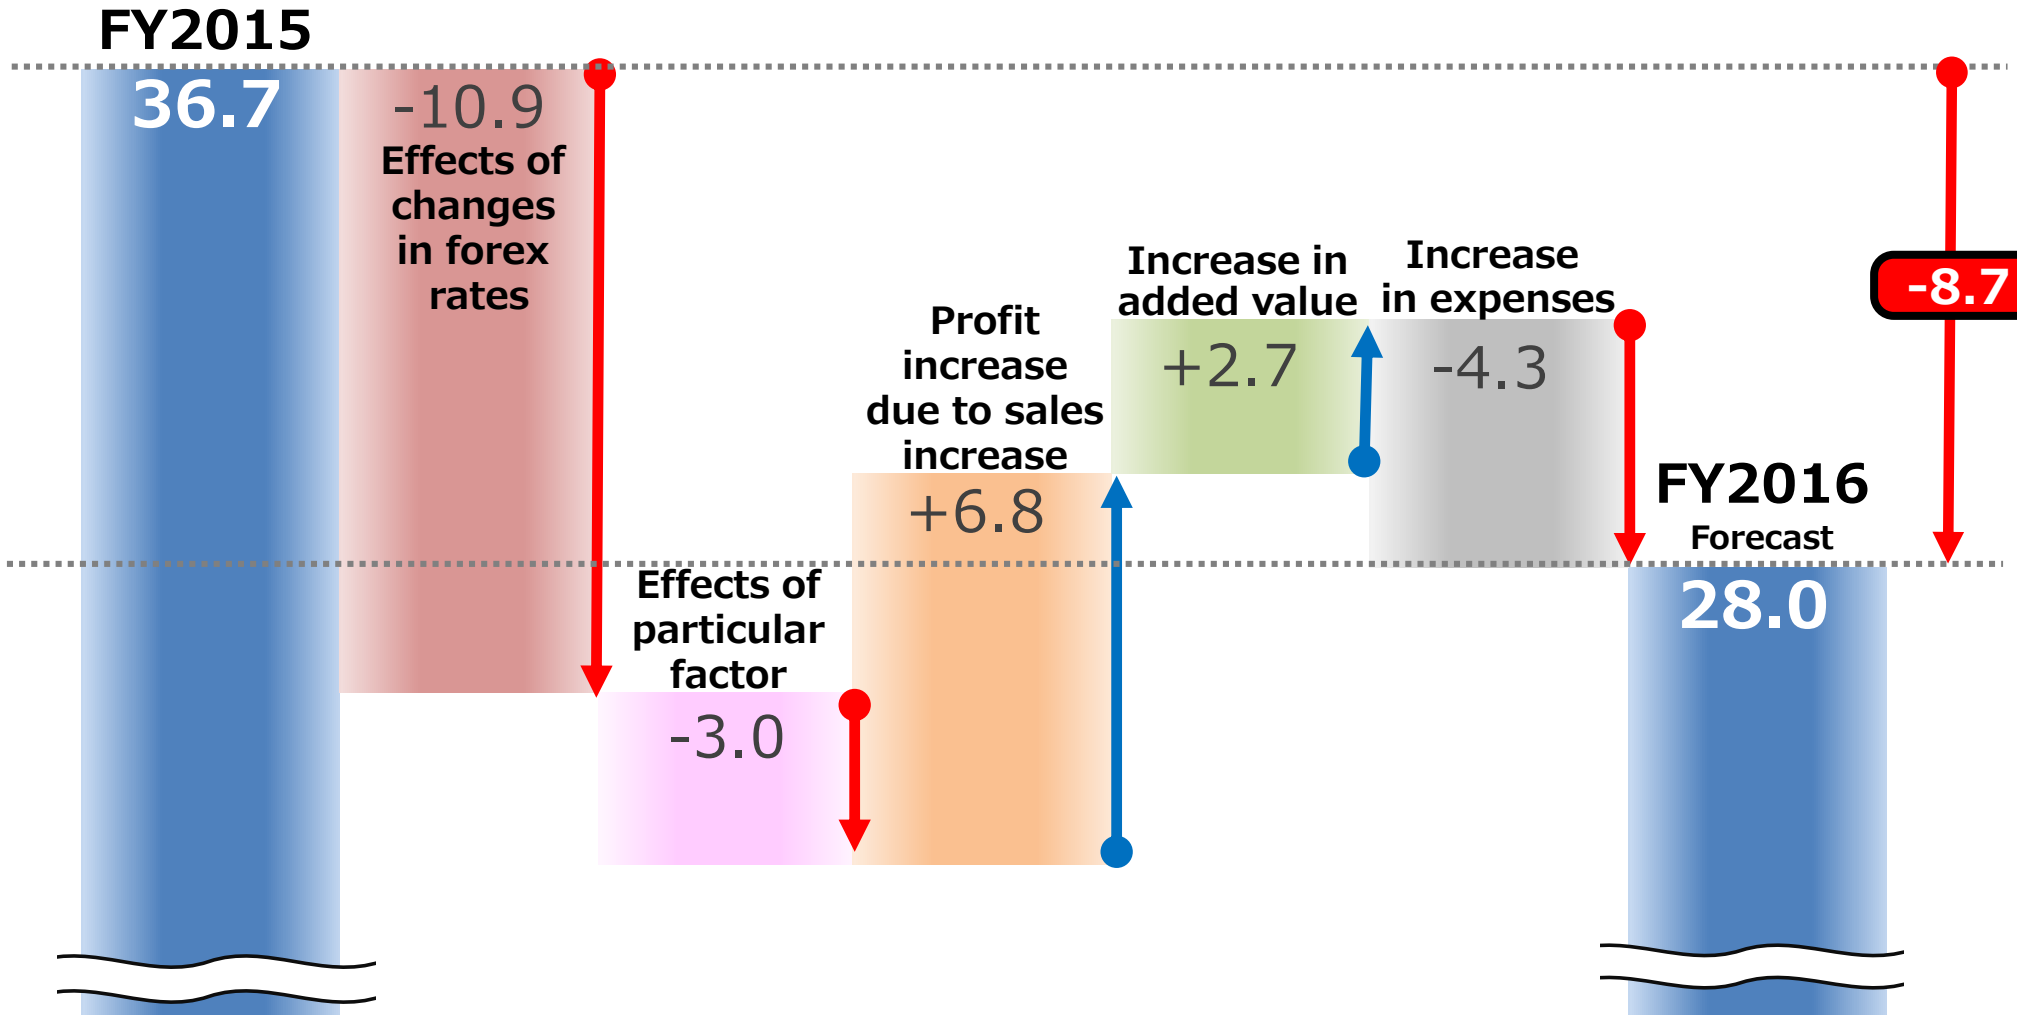 FY2015
36.7
-10.9
Effects of
changes
in forex
rates
Effects of
particular
factor
-3.0
Profit
increase
due to sales
increase
+6.8
Increase in
added value
+2.7
Increase
in expenses
-4.3
FY2016
Forecast
28.0
-8.7